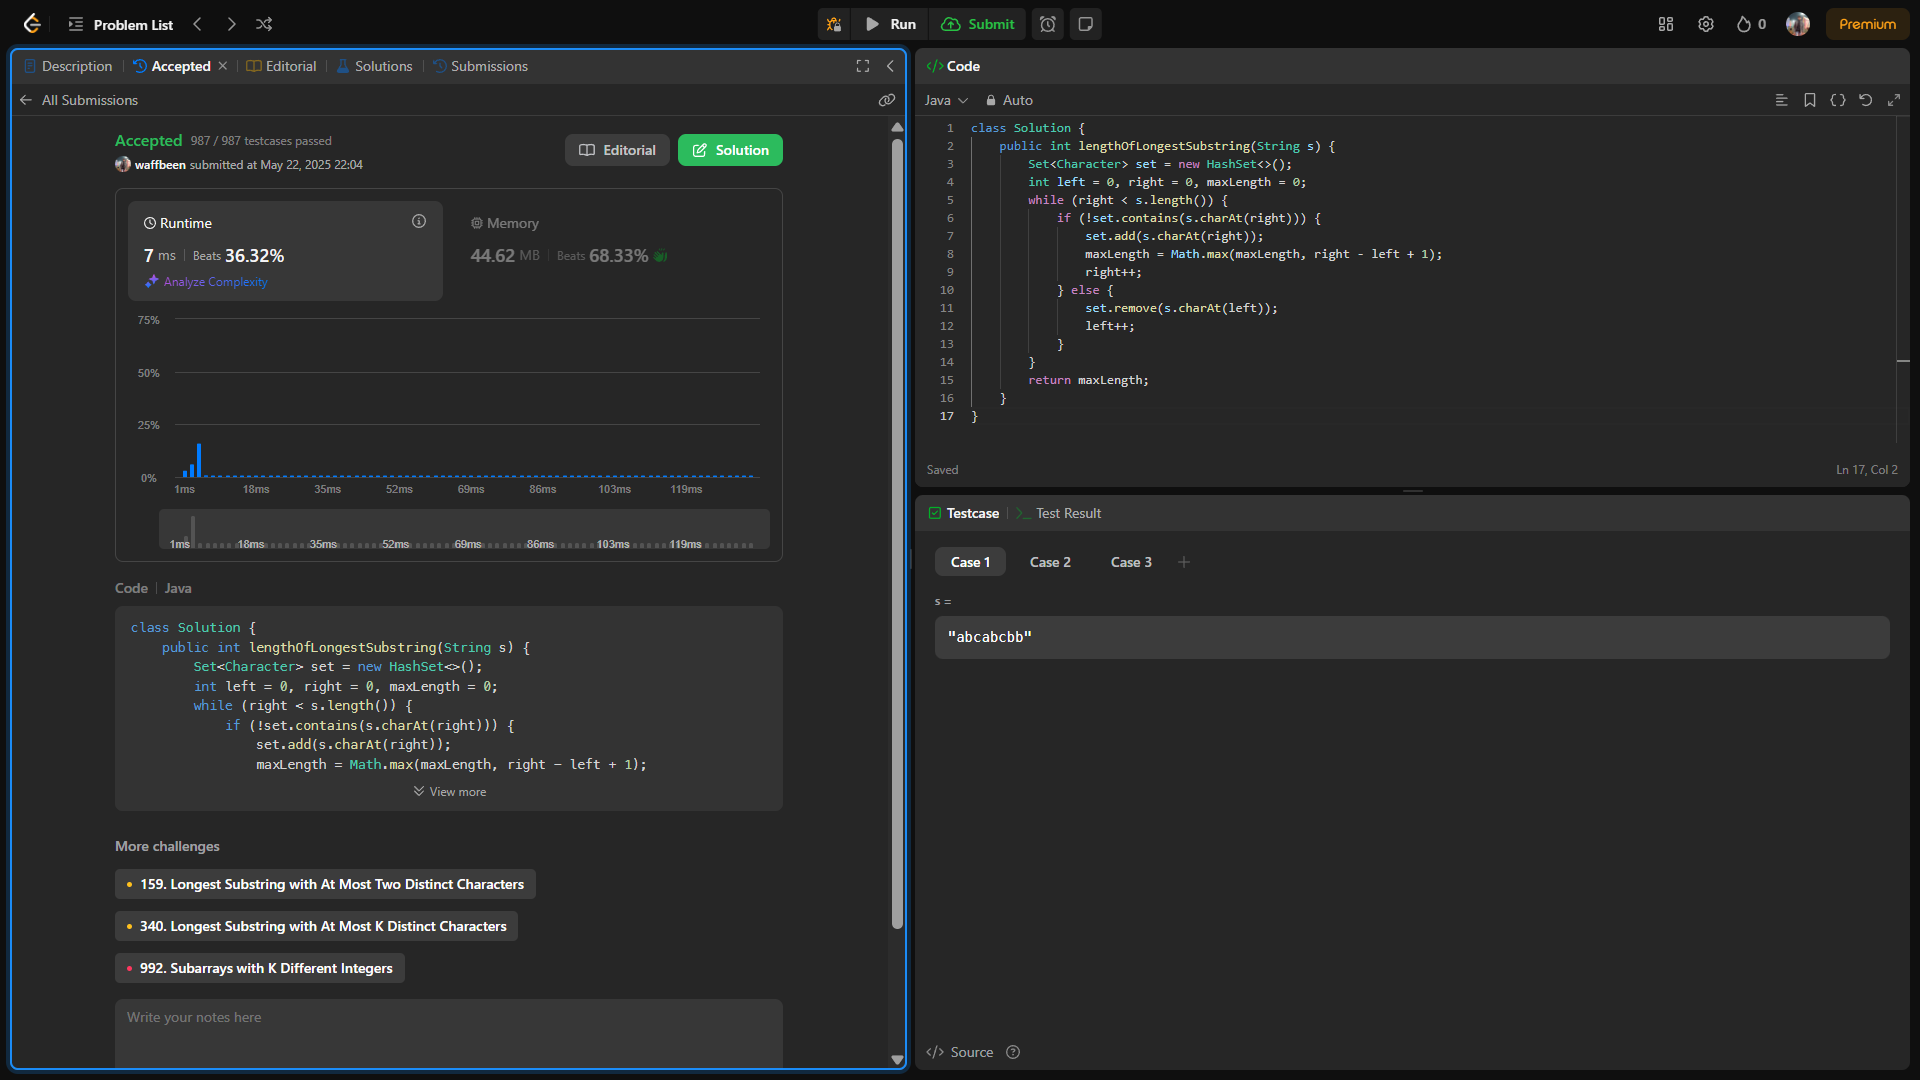 Problem List
Run
Submit
0
Premium
Description
Accepted
Editorial
Solutions
Submissions
All Submissions
Accepted 987 / 987 testcases passed
waffbeen submitted at May 22, 2025 22:04
Editorial
Solution
Runtime
7 ms Beats 36.32%
Analyze Complexity
Memory
44.62 MB Beats 68.33%
75%
50%
25%
0%
1ms 18ms 35ms 52ms 69ms 86ms 103ms 119ms
1ms 18ms 35ms 52ms 69ms 86ms 103ms 119ms
Code Java
class Solution {
    public int lengthOfLongestSubstring(String s) {
        Set<Character> set = new HashSet<>();
        int left = 0, right = 0, maxLength = 0;
        while (right < s.length()) {
            if (!set.contains(s.charAt(right))) {
                set.add(s.charAt(right));
                maxLength = Math.max(maxLength, right - left + 1);
View more
More challenges
159. Longest Substring with At Most Two Distinct Characters
340. Longest Substring with At Most K Distinct Characters
992. Subarrays with K Different Integers
Write your notes here
</> Code
Java Auto
1 class Solution {
2     public int lengthOfLongestSubstring(String s) {
3         Set<Character> set = new HashSet<>();
4         int left = 0, right = 0, maxLength = 0;
5         while (right < s.length()) {
6             if (!set.contains(s.charAt(right))) {
7                 set.add(s.charAt(right));
8                 maxLength = Math.max(maxLength, right - left + 1);
9                 right++;
10             } else {
11                 set.remove(s.charAt(left));
12                 left++;
13             }
14         }
15         return maxLength;
16     }
17 }
Saved
Ln 17, Col 2
Testcase
Test Result
Case 1
Case 2
Case 3
s =
"abcabcbb"
</> Source